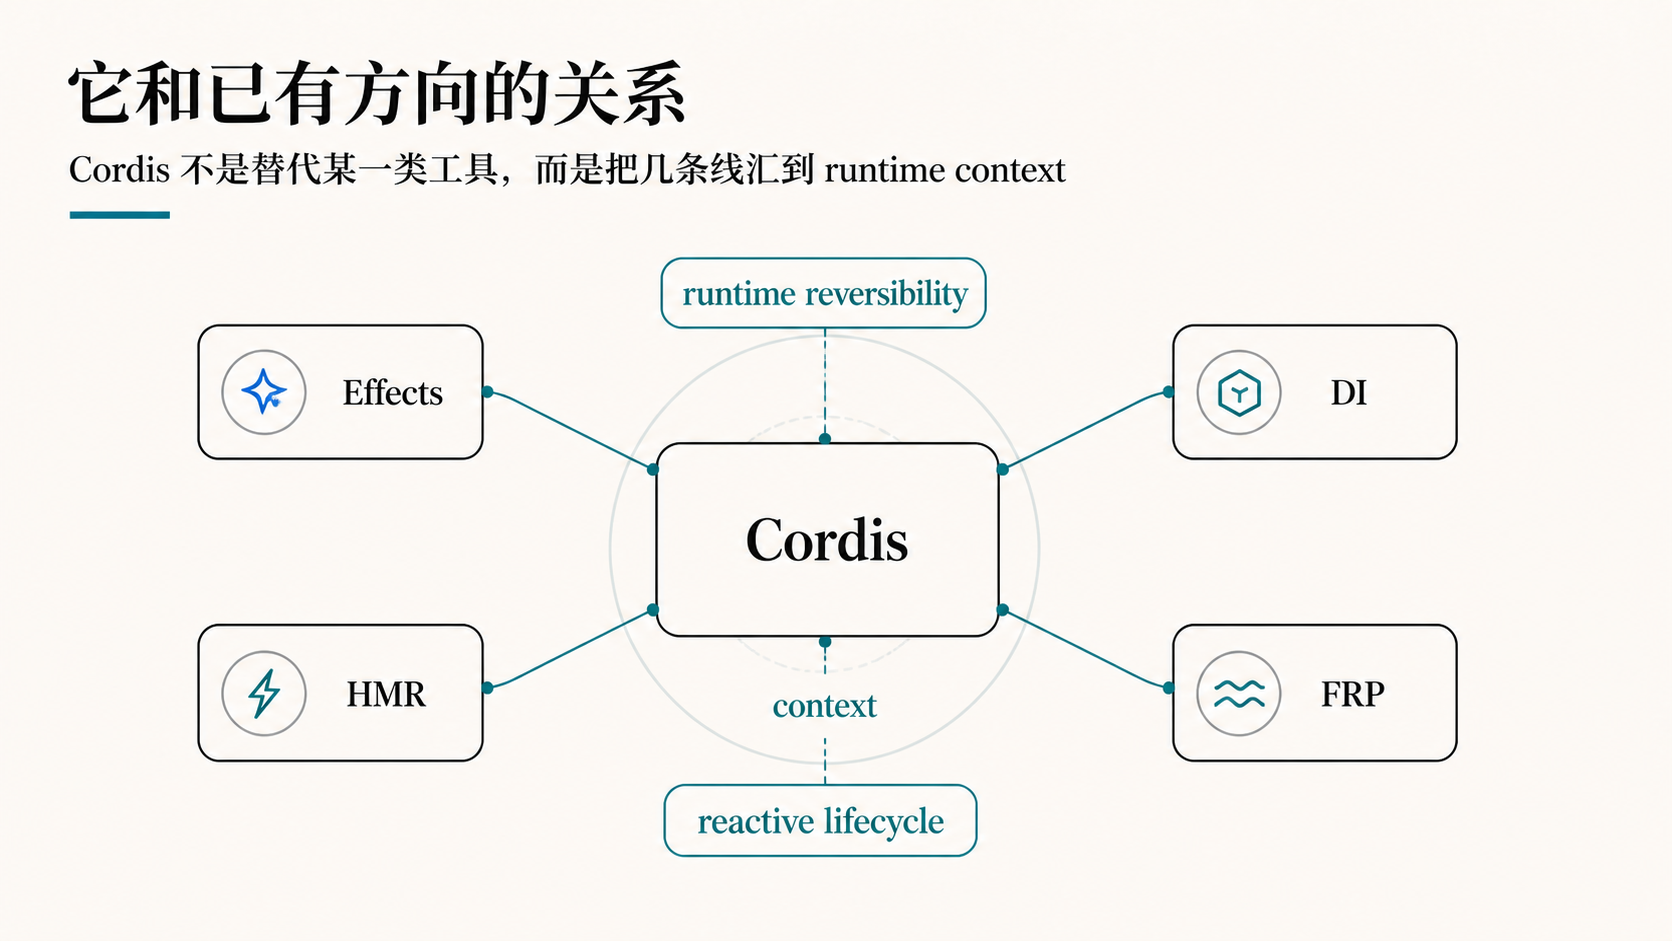 它和已有方向的关系
Cordis 不是替代某一类工具，而是把几条线汇到 runtime context
runtime reversibility
Effects
DI
Cordis
HMR
FRP
context
reactive lifecycle